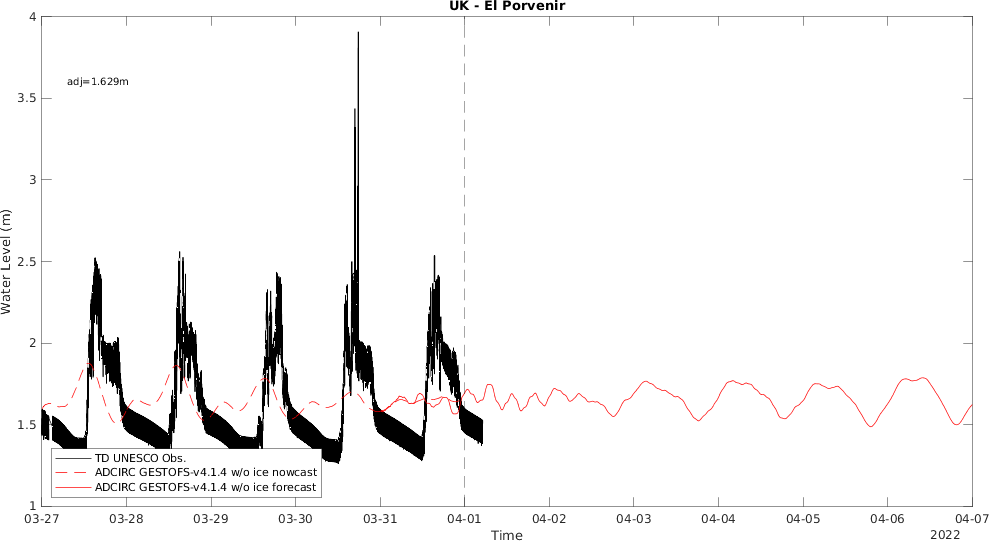 UK - El Porvenir
4
adj=1.629m
3.5
3
2.5
Water Level (m)
2
1.5
TD UNESCO Obs.
ADCIRC GESTOFS-v4.1.4 w/o ice nowcast
ADCIRC GESTOFS-v4.1.4 w/o ice forecast
1
03-27 03-28 03-29 03-30 03-31 04-01 04-02 04-03 04-04 04-05 04-06 04-07
Time
2022